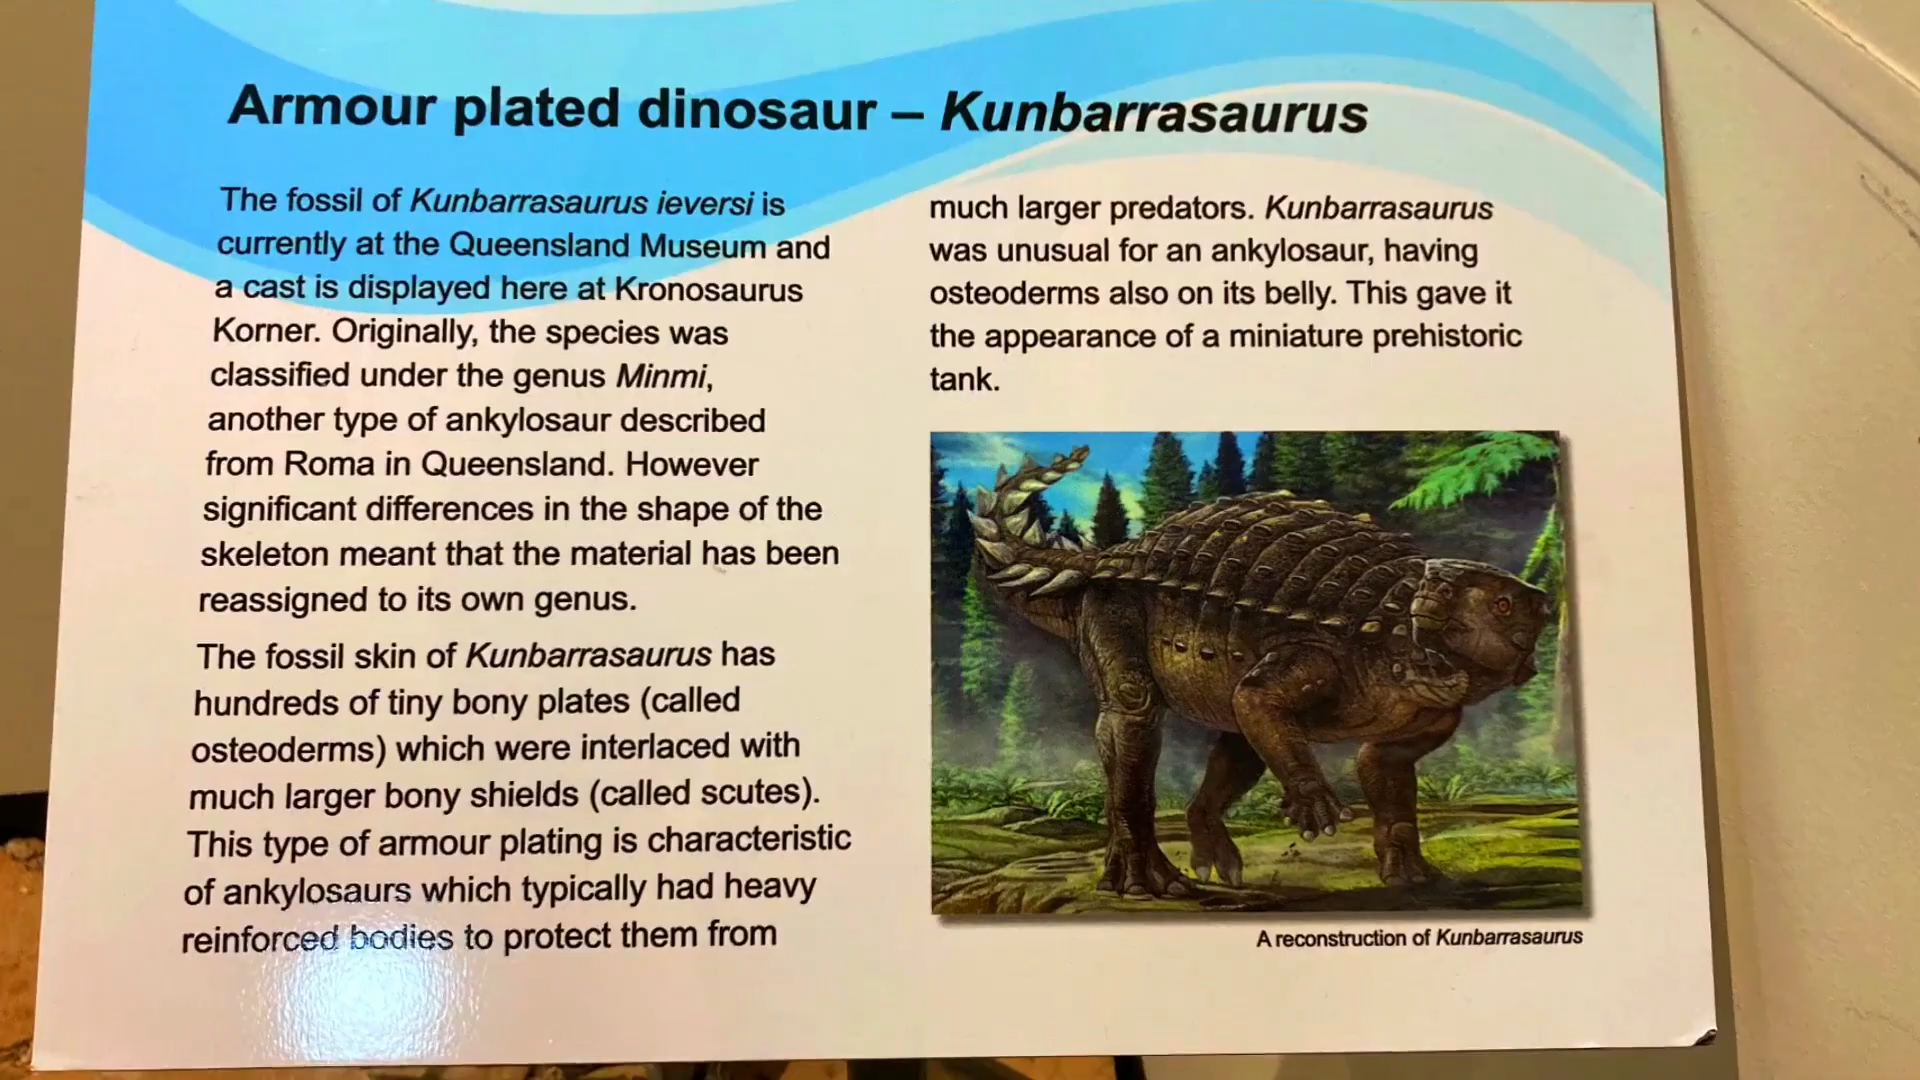 Armour plated dinosaur – Kunbarrasaurus
The fossil of Kunbarrasaurus ieversi is
currently at the Queensland Museum and
a cast is displayed here at Kronosaurus
Korner. Originally, the species was
classified under the genus Minmi,
another type of ankylosaur described
from Roma in Queensland. However
significant differences in the shape of the
skeleton meant that the material has been
reassigned to its own genus.
The fossil skin of Kunbarrasaurus has
hundreds of tiny bony plates (called
osteoderms) which were interlaced with
much larger bony shields (called scutes).
This type of armour plating is characteristic
of ankylosaurs which typically had heavy
reinforced bodies to protect them from
much larger predators. Kunbarrasaurus
was unusual for an ankylosaur, having
osteoderms also on its belly. This gave it
the appearance of a miniature prehistoric
tank.
A reconstruction of Kunbarrasaurus